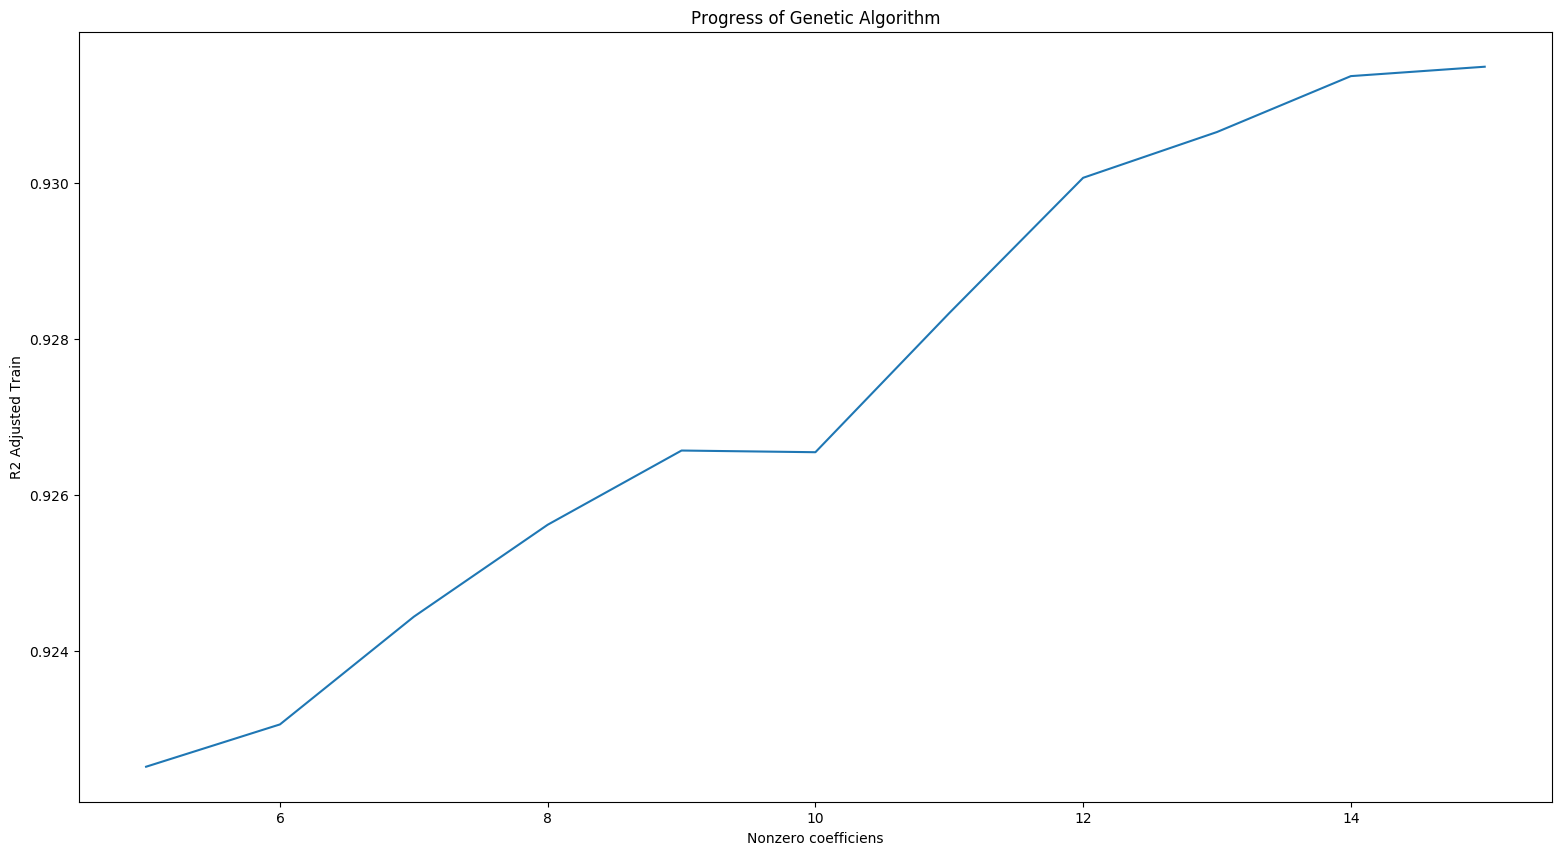 Progress of Genetic Algorithm
R2 Adjusted Train
0.930
0.928
0.926
0.924
6 8 10 12 14
Nonzero coefficiens